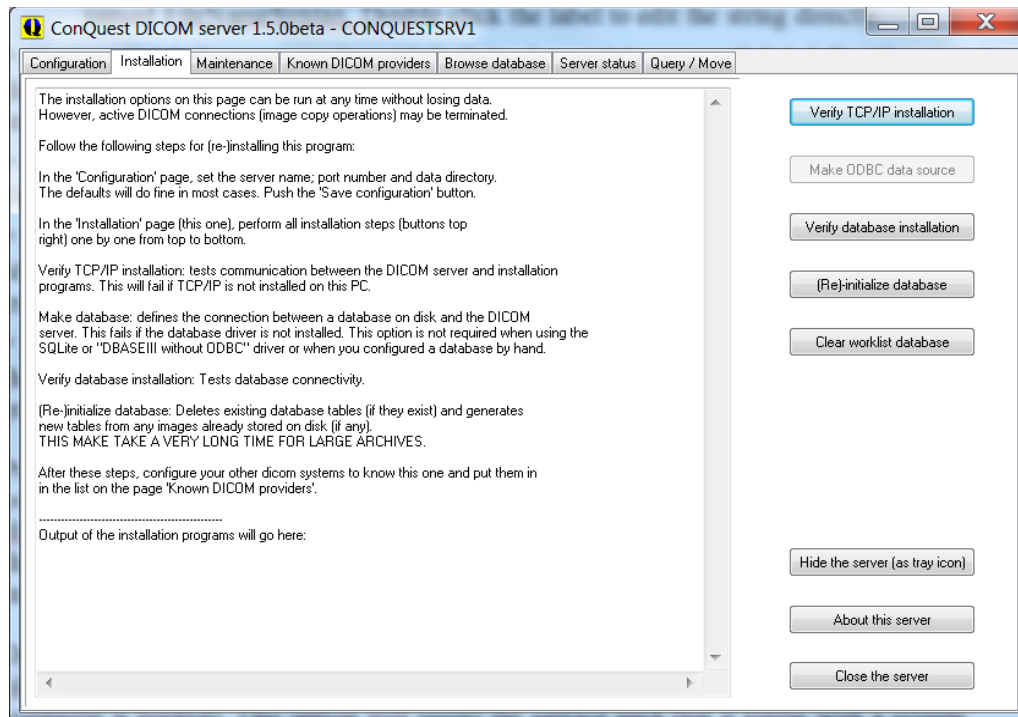 ConQuest DICOM server 1.5.0beta - CONQUESTSRV1
Configuration Installation Maintenance Known DICOM providers Browse database Server status Query / Move
The installation options on this page can be run at any time without losing data.
However, active DICOM connections (image copy operations) may be terminated.
Follow the following steps for (re-)installing this program:
In the 'Configuration' page, set the server name; port number and data directory.
The defaults will do fine in most cases. Push the 'Save configuration' button.
In the 'Installation' page (this one), perform all installation steps (buttons top
right) one by one from top to bottom.
Verify TCP/IP installation: tests communication between the DICOM server and installation
programs. This will fail if TCP/IP is not installed on this PC.
Make database: defines the connection between a database on disk and the DICOM
server. This fails if the database driver is not installed. This option is not required when using the
SQLite or "DBASEIII without ODBC" driver or when you configured a database by hand.
Verify database installation: Tests database connectivity.
(Re-)initialize database: Deletes existing database tables (if they exist) and generates
new tables from any images already stored on disk (if any).
THIS MAKE TAKE A VERY LONG TIME FOR LARGE ARCHIVES.
After these steps, configure your other dicom systems to know this one and put them in
in the list on the page 'Known DICOM providers'.
--------------------------------------------------
Output of the installation programs will go here:
Verify TCP/IP installation
Make ODBC data source
Verify database installation
(Re)-initialize database
Clear worklist database
Hide the server (as tray icon)
About this server
Close the server